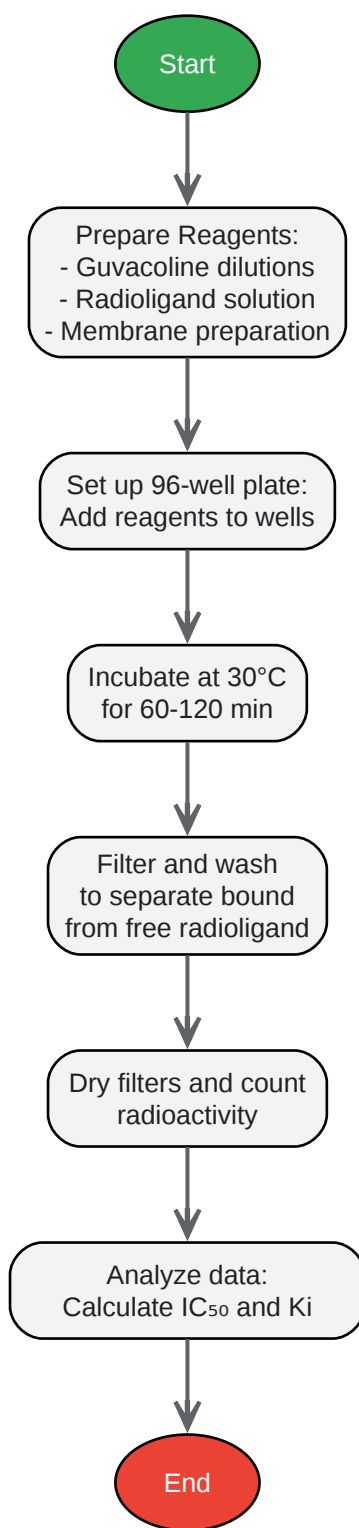 Start
Prepare Reagents:
- Guvacoline dilutions
- Radioligand solution
- Membrane preparation
Set up 96-well plate:
Add reagents to wells
Incubate at 30°C
for 60-120 min
Filter and wash
to separate bound
from free radioligand
Dry filters and count
radioactivity
Analyze data:
Calculate IC₅₀ and Ki
End